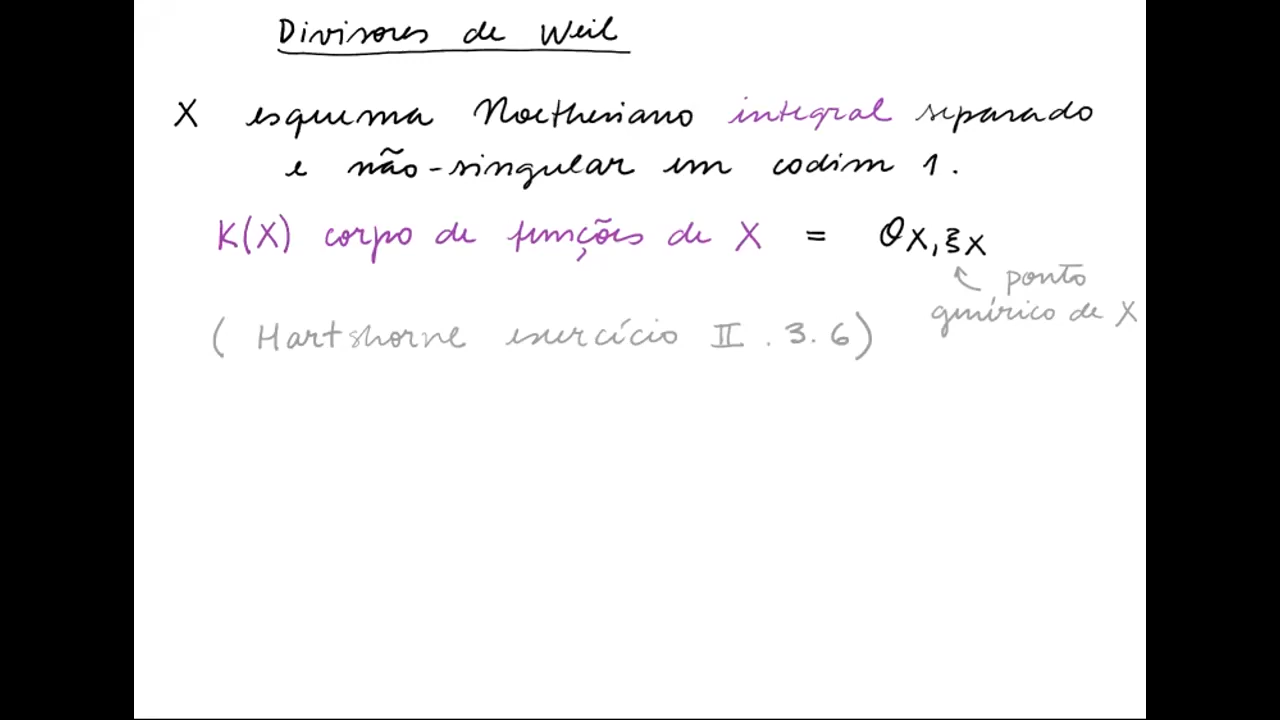 Divisores de Weil
X esquema Noetheriano integral separado
e não-singular em codim 1.
K(X) corpo de funções de X = 𝒪X,ξX
ponto
genérico de X
(Hartshorne exercício II.3.6)